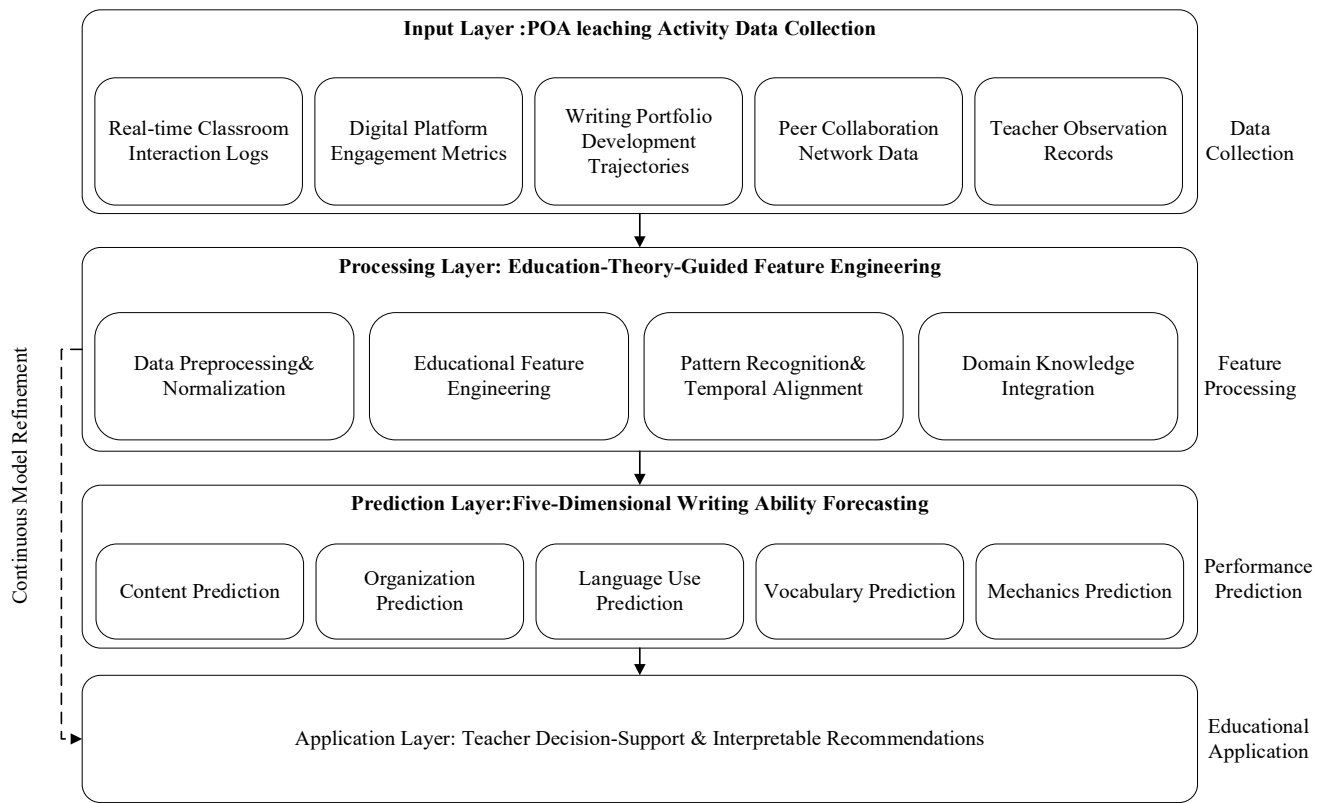 Input Layer :POA leaching Activity Data Collection
Real-time Classroom
Interaction Logs
Digital Platform
Engagement Metrics
Writing Portfolio
Development
Trajectories
Peer Collaboration
Network Data
Teacher Observation
Records
Data
Collection
Processing Layer: Education-Theory-Guided Feature Engineering
Data Preprocessing&
Normalization
Educational Feature
Engineering
Pattern Recognition&
Temporal Alignment
Domain Knowledge
Integration
Feature
Processing
Continuous Model Refinement
Prediction Layer:Five-Dimensional Writing Ability Forecasting
Content Prediction
Organization
Prediction
Language Use
Prediction
Vocabulary Prediction
Mechanics Prediction
Performance
Prediction
Application Layer: Teacher Decision-Support & Interpretable Recommendations
Educational
Application